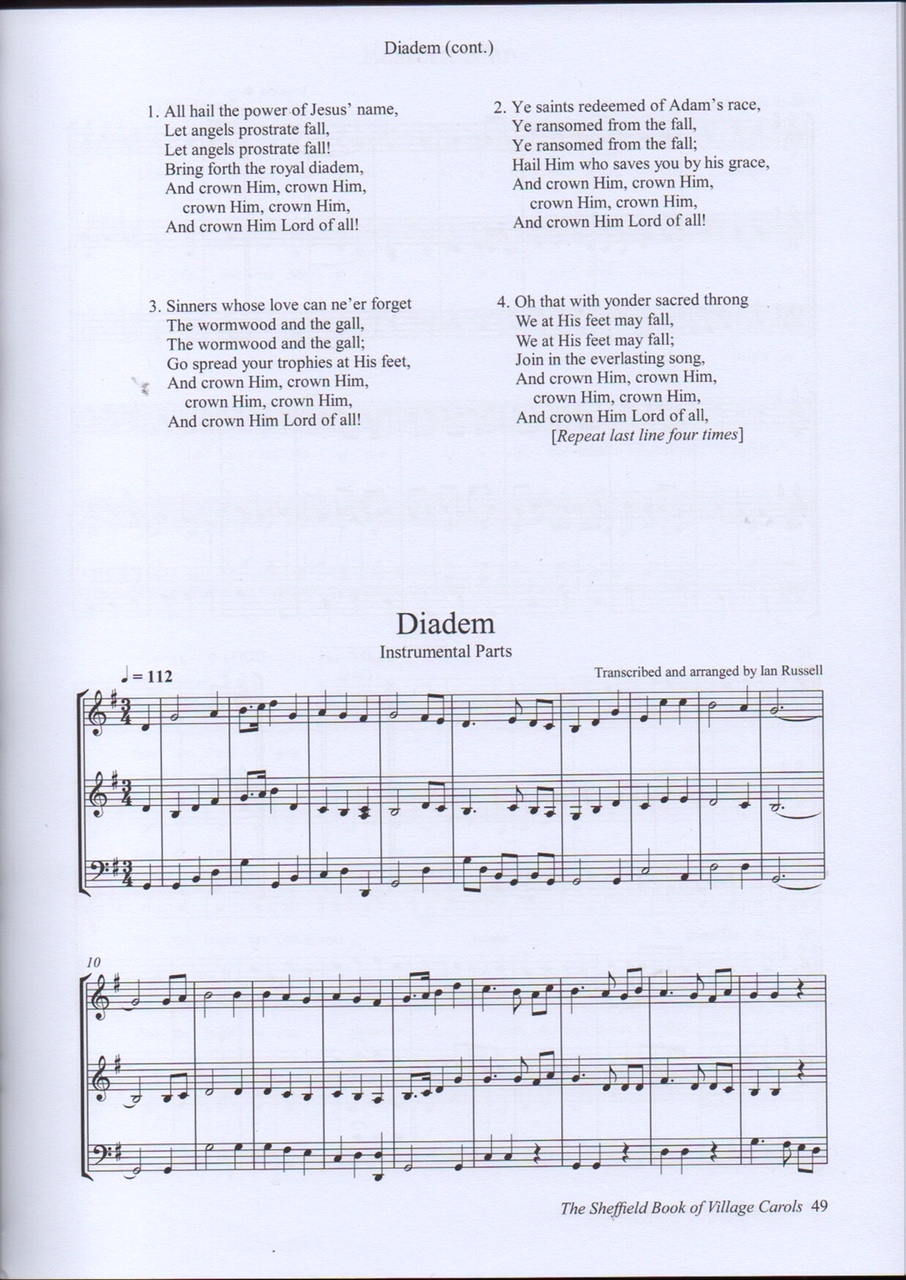 Diadem (cont.)
1. All hail the power of Jesus' name,
Let angels prostrate fall,
Let angels prostrate fall!
Bring forth the royal diadem,
And crown Him, crown Him,
crown Him, crown Him,
And crown Him Lord of all!
2. Ye saints redeemed of Adam's race,
Ye ransomed from the fall,
Ye ransomed from the fall;
Hail Him who saves you by his grace,
And crown Him, crown Him,
crown Him, crown Him,
And crown Him Lord of all!
3. Sinners whose love can ne'er forget
The wormwood and the gall,
The wormwood and the gall;
Go spread your trophies at His feet,
And crown Him, crown Him,
crown Him, crown Him,
And crown Him Lord of all!
4. Oh that with yonder sacred throng
We at His feet may fall,
We at His feet may fall;
Join in the everlasting song,
And crown Him, crown Him,
crown Him, crown Him,
And crown Him Lord of all,
[Repeat last line four times]
Diadem
Instrumental Parts
♩ = 112
Transcribed and arranged by Ian Russell
3
4
3
4
3
4
10
The Sheffield Book of Village Carols 49